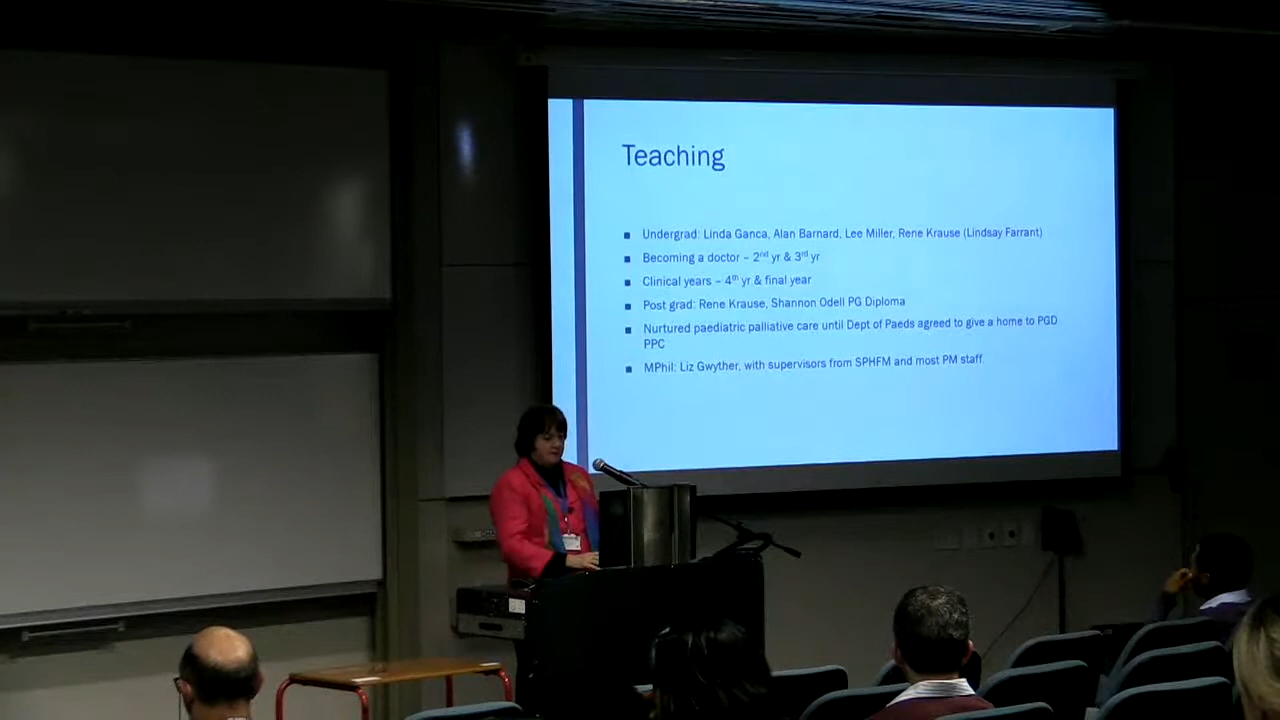 Teaching
Undergrad: Linda Ganca, Alan Barnard, Lee Miller, Rene Krause (Lindsay Farrant)
Becoming a doctor – 2nd yr & 3rd yr
Clinical years – 4th yr & final year
Post grad: Rene Krause, Shannon Odell PG Diploma
Nurtured paediatric palliative care until Dept of Paeds agreed to give a home to PGD
PPC
MPhil: Liz Gwyther, with supervisors from SPHFM and most PM staff.